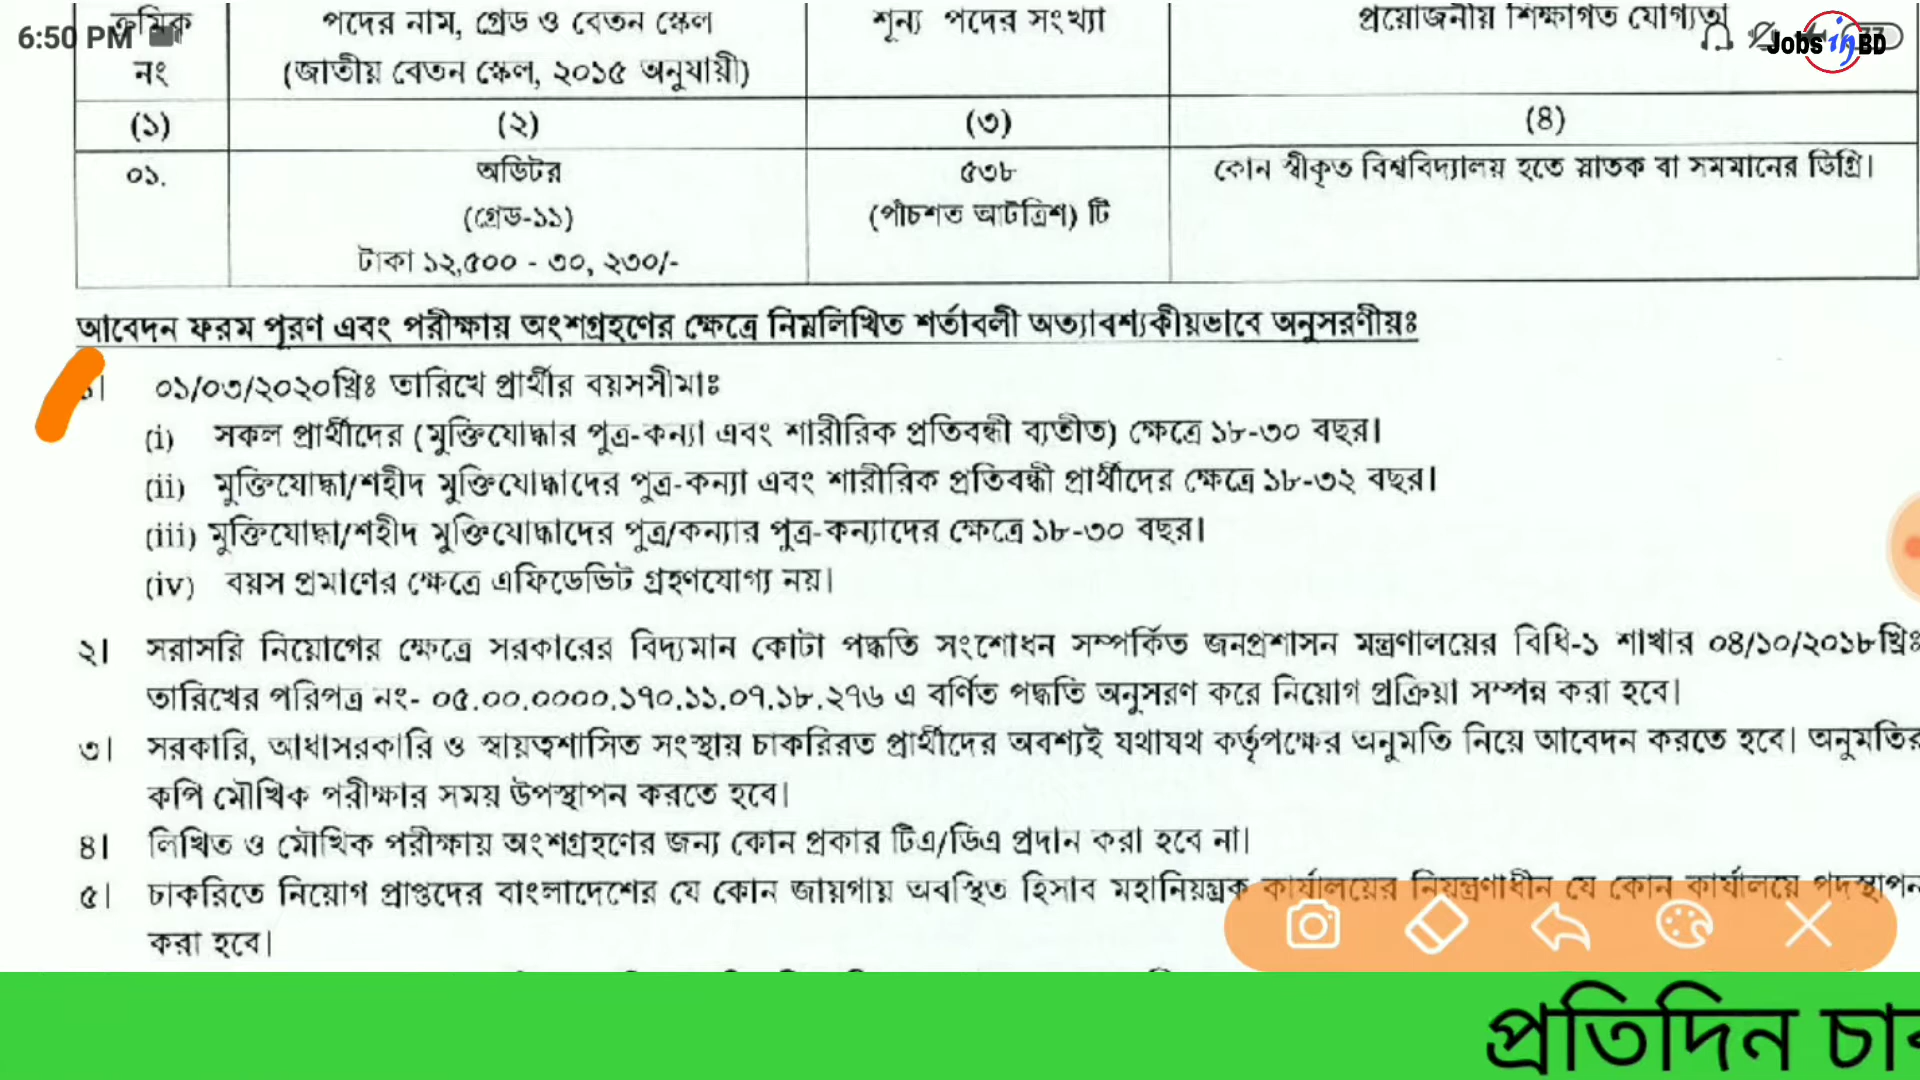 6:50 PM
Jobs in BD
ক্রমিক নং
পদের নাম, গ্রেড ও বেতন স্কেল
(জাতীয় বেতন স্কেল, ২০১৫ অনুযায়ী)
শূন্য পদের সংখ্যা
প্রয়োজনীয় শিক্ষাগত যোগ্যতা
(১) (২) (৩) (৪)
০১.
অডিটর
(গ্রেড-১১)
টাকা ১২,৫০০ - ৩০, ২৩০/-
৫৩৮
(পাঁচশত আটত্রিশ) টি
কোন স্বীকৃত বিশ্ববিদ্যালয় হতে স্নাতক বা সমমানের ডিগ্রি।
আবেদন ফরম পূরণ এবং পরীক্ষায় অংশগ্রহণের ক্ষেত্রে নিম্নলিখিত শর্তাবলী অত্যাবশ্যকীয়ভাবে অনুসরণীয়ঃ
০১/০৩/২০২০খ্রিঃ তারিখে প্রার্থীর বয়সসীমাঃ
(i) সকল প্রার্থীদের (মুক্তিযোদ্ধার পুত্র-কন্যা এবং শারীরিক প্রতিবন্ধী ব্যতীত) ক্ষেত্রে ১৮-৩০ বছর।
(ii) মুক্তিযোদ্ধা/শহীদ মুক্তিযোদ্ধাদের পুত্র-কন্যা এবং শারীরিক প্রতিবন্ধী প্রার্থীদের ক্ষেত্রে ১৮-৩২ বছর।
(iii) মুক্তিযোদ্ধা/শহীদ মুক্তিযোদ্ধাদের পুত্র/কন্যার পুত্র-কন্যাদের ক্ষেত্রে ১৮-৩০ বছর।
(iv) বয়স প্রমাণের ক্ষেত্রে এফিডেভিট গ্রহণযোগ্য নয়।
২। সরাসরি নিয়োগের ক্ষেত্রে সরকারের বিদ্যমান কোটা পদ্ধতি সংশোধন সম্পর্কিত জনপ্রশাসন মন্ত্রণালয়ের বিধি-১ শাখার ০৪/১০/২০১৮খ্রিঃ
তারিখের পরিপত্র নং- ০৫.০০.০০০০.১৭০.১১.০৭.১৮.২৭৬ এ বর্ণিত পদ্ধতি অনুসরণ করে নিয়োগ প্রক্রিয়া সম্পন্ন করা হবে।
৩। সরকারি, আধাসরকারি ও স্বায়ত্বশাসিত সংস্থায় চাকরিরত প্রার্থীদের অবশ্যই যথাযথ কর্তৃপক্ষের অনুমতি নিয়ে আবেদন করতে হবে। অনুমতির
কপি মৌখিক পরীক্ষার সময় উপস্থাপন করতে হবে।
৪। লিখিত ও মৌখিক পরীক্ষায় অংশগ্রহণের জন্য কোন প্রকার টিএ/ডিএ প্রদান করা হবে না।
৫। চাকরিতে নিয়োগ প্রাপ্তদের বাংলাদেশের যে কোন জায়গায় অবস্থিত হিসাব মহানিয়ন্ত্রক কার্যালয়ের নিয়ন্ত্রণাধীন যে কোন কার্যালয়ে পদস্থাপন
করা হবে।
প্রতিদিন চা